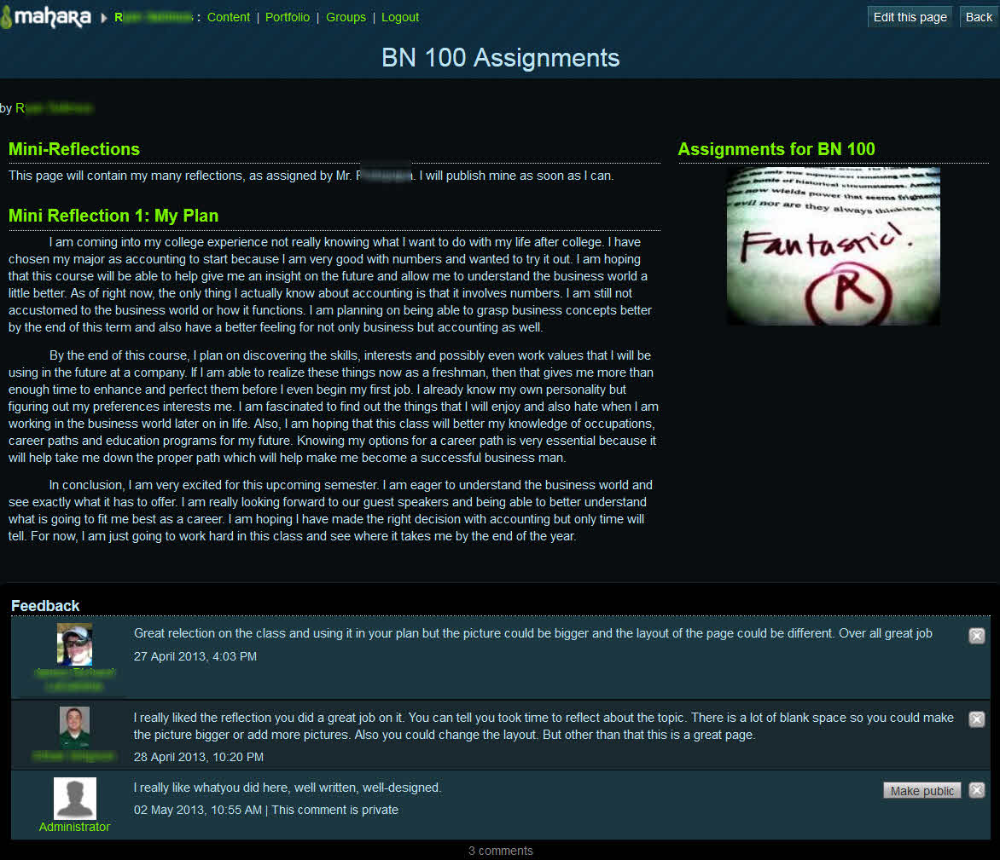 mahara
: Content | Portfolio | Groups | Logout
Edit this page
Back
BN 100 Assignments
by
Mini-Reflections
This page will contain my many reflections, as assigned by Mr. I will publish mine as soon as I can.
Mini Reflection 1: My Plan
I am coming into my college experience not really knowing what I want to do with my life after college. I have
chosen my major as accounting to start because I am very good with numbers and wanted to try it out. I am hoping
that this course will be able to help give me an insight on the future and allow me to understand the business world a
little better. As of right now, the only thing I actually know about accounting is that it involves numbers. I am still not
accustomed to the business world or how it functions. I am planning on being able to grasp business concepts better
by the end of this term and also have a better feeling for not only business but accounting as well.
By the end of this course, I plan on discovering the skills, interests and possibly even work values that I will be
using in the future at a company. If I am able to realize these things now as a freshman, then that gives me more than
enough time to enhance and perfect them before I even begin my first job. I already know my own personality but
figuring out my preferences interests me. I am fascinated to find out the things that I will enjoy and also hate when I am
working in the business world later on in life. Also, I am hoping that this class will better my knowledge of occupations,
career paths and education programs for my future. Knowing my options for a career path is very essential because it
will help take me down the proper path which will help make me become a successful business man.
In conclusion, I am very excited for this upcoming semester. I am eager to understand the business world and
see exactly what it has to offer. I am really looking forward to our guest speakers and being able to better understand
what is going to fit me best as a career. I am hoping I have made the right decision with accounting but only time will
tell. For now, I am just going to work hard in this class and see where it takes me by the end of the year.
Assignments for BN 100
the only true
of historical circumstances.
now wields power that seems
evil nor are they always thinking in
Fantastic!
A
Feedback
Great relection on the class and using it in your plan but the picture could be bigger and the layout of the page could be different. Over all great job
27 April 2013, 4:03 PM
I really liked the reflection you did a great job on it. You can tell you took time to reflect about the topic. There is a lot of blank space so you could make
the picture bigger or add more pictures. Also you could change the layout. But other than that this is a great page.
28 April 2013, 10:20 PM
I really like whatyou did here, well written, well-designed.
Make public
02 May 2013, 10:55 AM | This comment is private
Administrator
3 comments